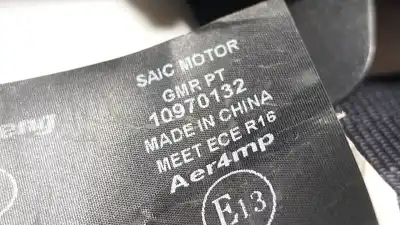 SAIC MOTOR
GMR PT
10970132
MADE IN CHINA
MEET ECE R16
Aer4mp
E13